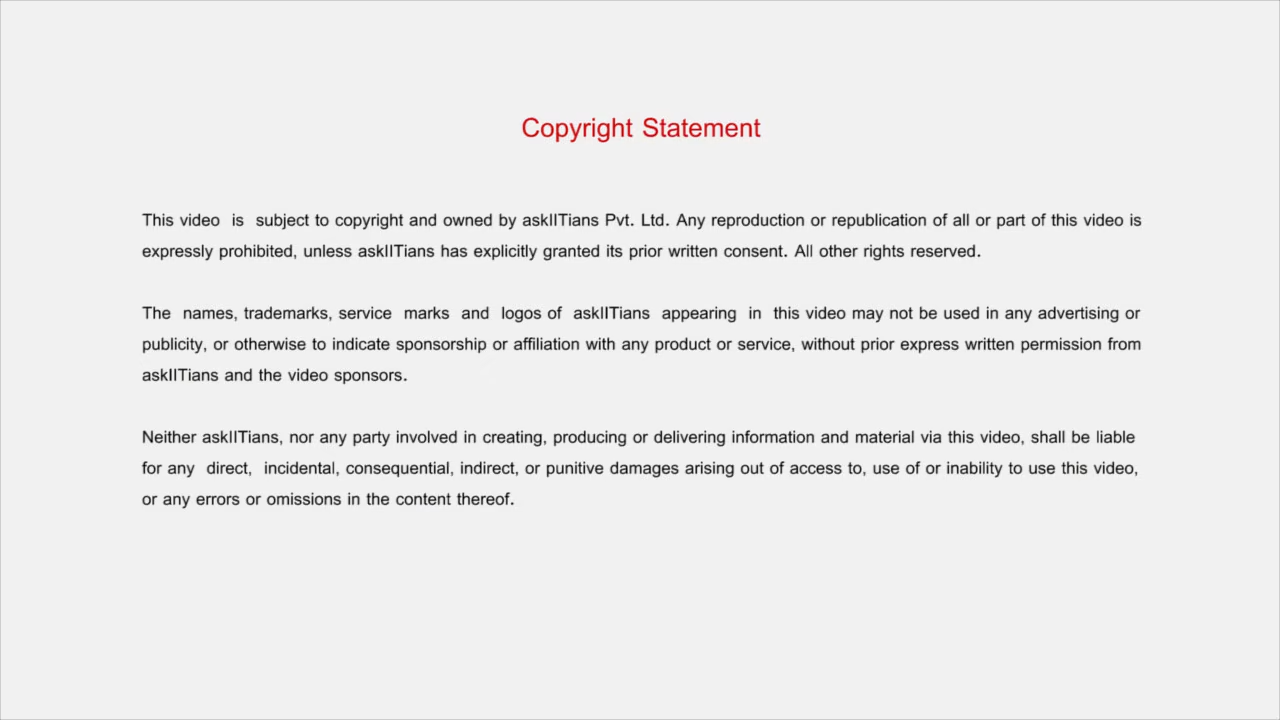 Copyright Statement
This video is subject to copyright and owned by askIITians Pvt. Ltd. Any reproduction or republication of all or part of this video is
expressly prohibited, unless askIITians has explicitly granted its prior written consent. All other rights reserved.
The names, trademarks, service marks and logos of askIITians appearing in this video may not be used in any advertising or
publicity, or otherwise to indicate sponsorship or affiliation with any product or service, without prior express written permission from
askIITians and the video sponsors.
Neither askIITians, nor any party involved in creating, producing or delivering information and material via this video, shall be liable
for any direct, incidental, consequential, indirect, or punitive damages arising out of access to, use of or inability to use this video,
or any errors or omissions in the content thereof.